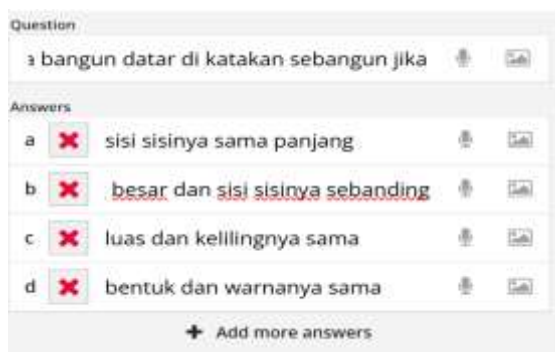 Question
a bangun datar di katakan sebangun jika
Answers
a sisi sisinya sama panjang
b besar dan sisi sisinya sebanding
c luas dan kelilingnya sama
d bentuk dan warnanya sama
+ Add more answers